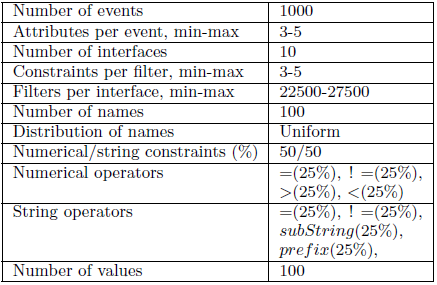 Number of events 1000
Attributes per event, min-max 3-5
Number of interfaces 10
Constraints per filter, min-max 3-5
Filters per interface, min-max 22500-27500
Number of names 100
Distribution of names Uniform
Numerical/string constraints (%) 50/50
Numerical operators =(25%), ! =(25%),
>(25%), <(25%)
String operators =(25%), ! =(25%),
subString(25%),
prefix(25%),
Number of values 100